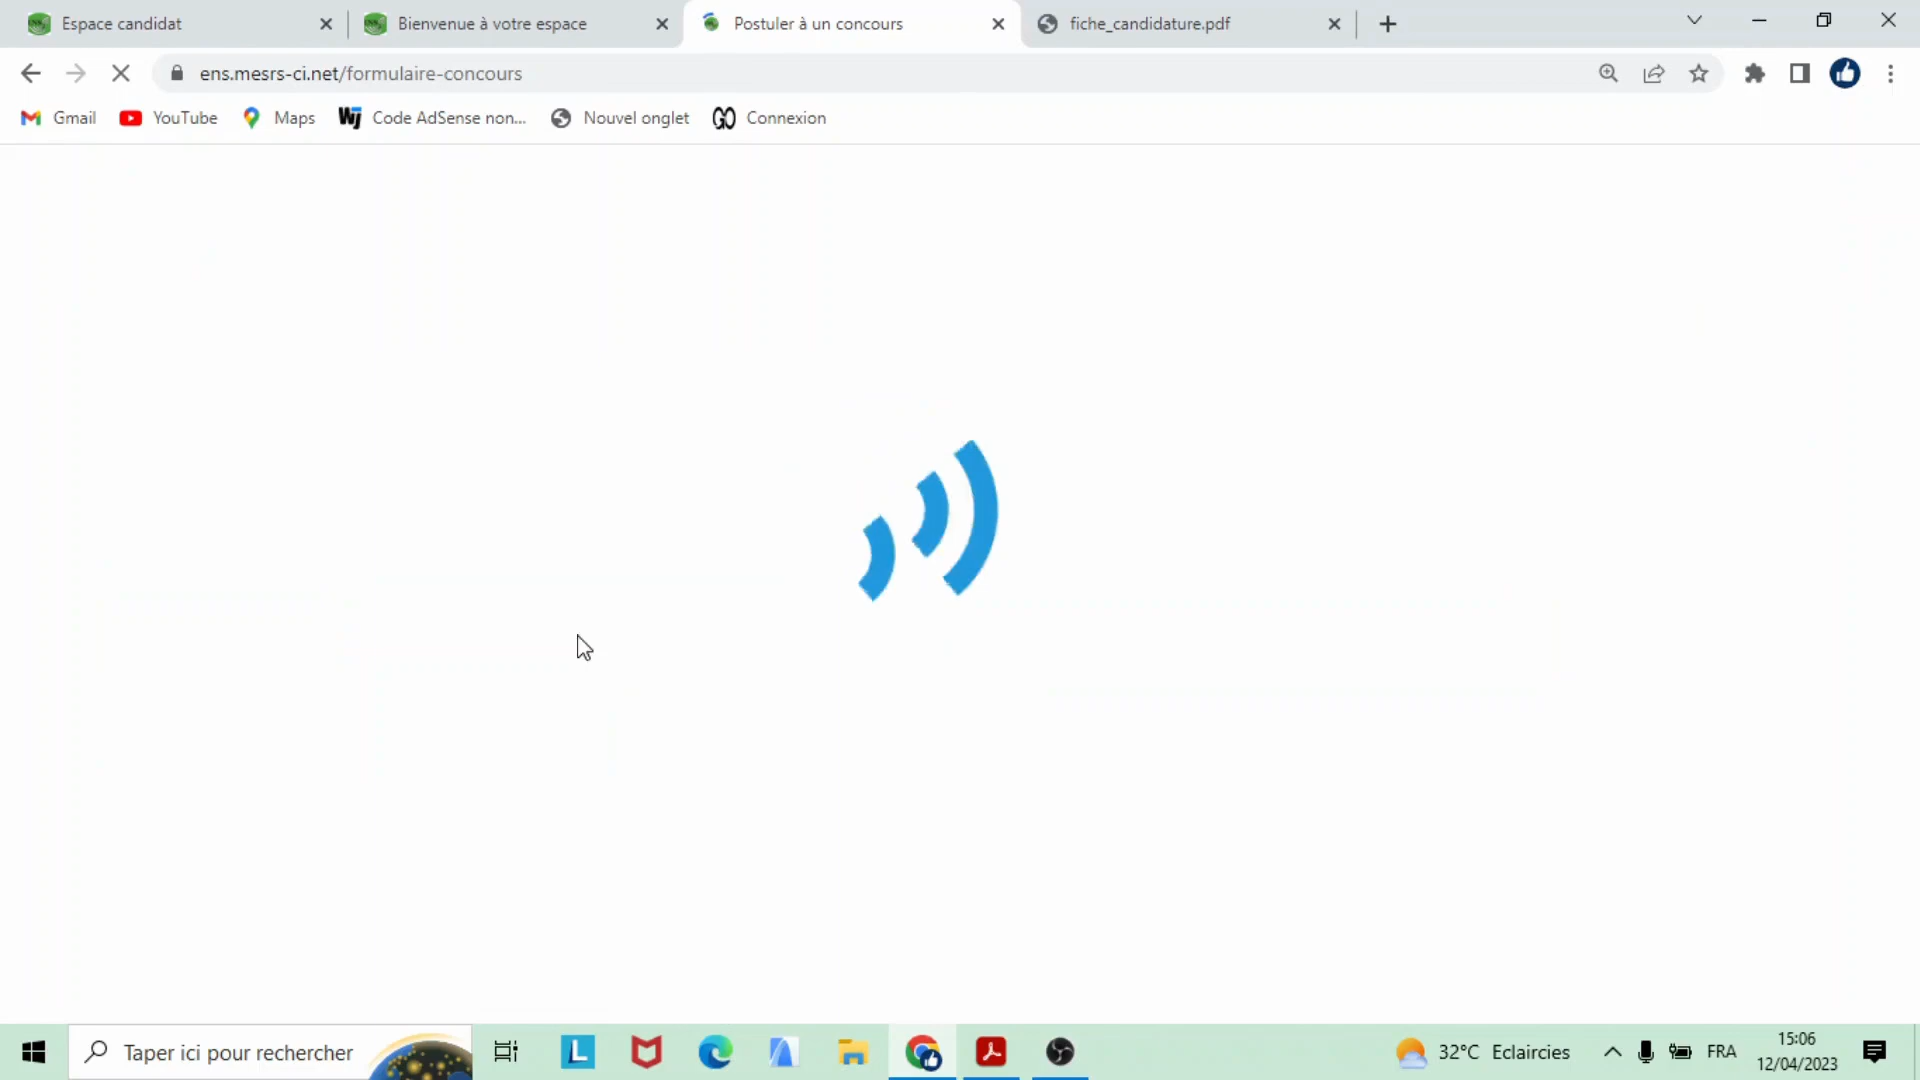 Espace candidat
Bienvenue à votre espace
Postuler à un concours
fiche_candidature.pdf
ens.mesrs-ci.net/formulaire-concours
Gmail
YouTube
Maps
Code AdSense non...
Nouvel onglet
Connexion
Taper ici pour rechercher
32°C Eclaircies
FRA
15:06
12/04/2023